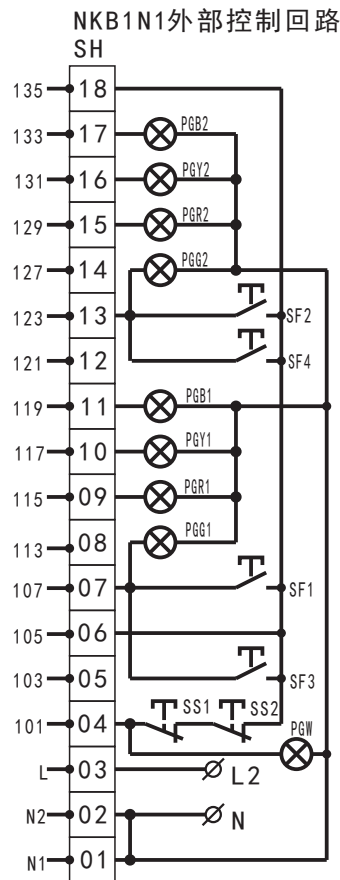 NKB1N1外部控制回路
SH
135 18
133 17 PGB2
131 16 PGY2
129 15 PGR2
127 14 PGG2
123 13 SF2
121 12 SF4
119 11 PGB1
117 10 PGY1
115 09 PGR1
113 08 PGG1
107 07 SF1
105 06
103 05 SF3
101 04 SS1 SS2
PGW
L 03 L2
N2 02 N
N1 01